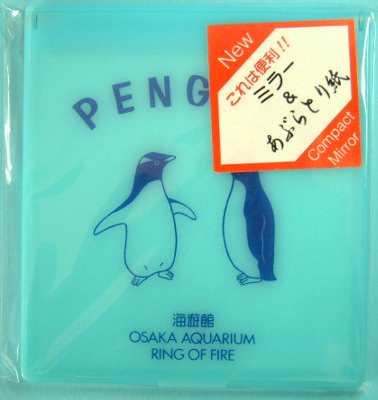 PENG
New
これは便利!!
ミラー
&
あぶらとり紙
Compact
Mirror
海遊館
OSAKA AQUARIUM
RING OF FIRE